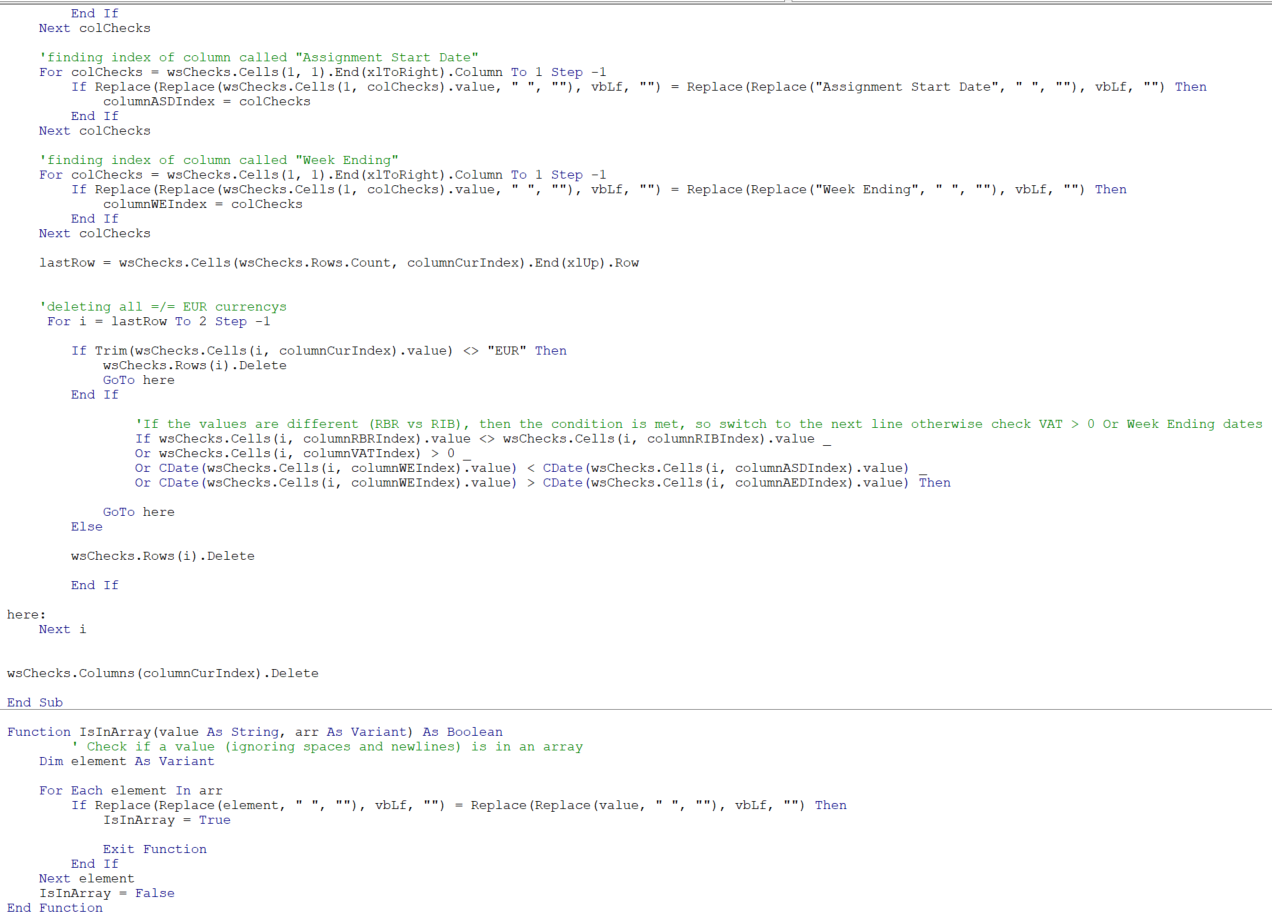 End If
    Next colChecks

    'finding index of column called "Assignment Start Date"
    For colChecks = wsChecks.Cells(1, 1).End(xlToRight).Column To 1 Step -1
        If Replace(Replace(wsChecks.Cells(1, colChecks).value, " ", ""), vbLf, "") = Replace(Replace("Assignment Start Date", " ", ""), vbLf, "") Then
            columnASDIndex = colChecks
        End If
    Next colChecks

    'finding index of column called "Week Ending"
    For colChecks = wsChecks.Cells(1, 1).End(xlToRight).Column To 1 Step -1
        If Replace(Replace(wsChecks.Cells(1, colChecks).value, " ", ""), vbLf, "") = Replace(Replace("Week Ending", " ", ""), vbLf, "") Then
            columnWEIndex = colChecks
        End If
    Next colChecks

    lastRow = wsChecks.Cells(wsChecks.Rows.Count, columnCurIndex).End(xlUp).Row


    'deleting all =/= EUR currencys
     For i = lastRow To 2 Step -1

        If Trim(wsChecks.Cells(i, columnCurIndex).value) <> "EUR" Then
            wsChecks.Rows(i).Delete
            GoTo here
        End If

                'If the values are different (RBR vs RIB), then the condition is met, so switch to the next line otherwise check VAT > 0 Or Week Ending dates
                If wsChecks.Cells(i, columnRBRIndex).value <> wsChecks.Cells(i, columnRIBIndex).value _
                Or wsChecks.Cells(i, columnVATIndex) > 0 _
                Or CDate(wsChecks.Cells(i, columnWEIndex).value) < CDate(wsChecks.Cells(i, columnASDIndex).value) _
                Or CDate(wsChecks.Cells(i, columnWEIndex).value) > CDate(wsChecks.Cells(i, columnAEDIndex).value) Then

            GoTo here
        Else

        wsChecks.Rows(i).Delete

        End If

here:
    Next i


wsChecks.Columns(columnCurIndex).Delete

End Sub

Function IsInArray(value As String, arr As Variant) As Boolean
        ' Check if a value (ignoring spaces and newlines) is in an array
    Dim element As Variant

    For Each element In arr
        If Replace(Replace(element, " ", ""), vbLf, "") = Replace(Replace(value, " ", ""), vbLf, "") Then
            IsInArray = True

            Exit Function
        End If
    Next element
    IsInArray = False
End Function